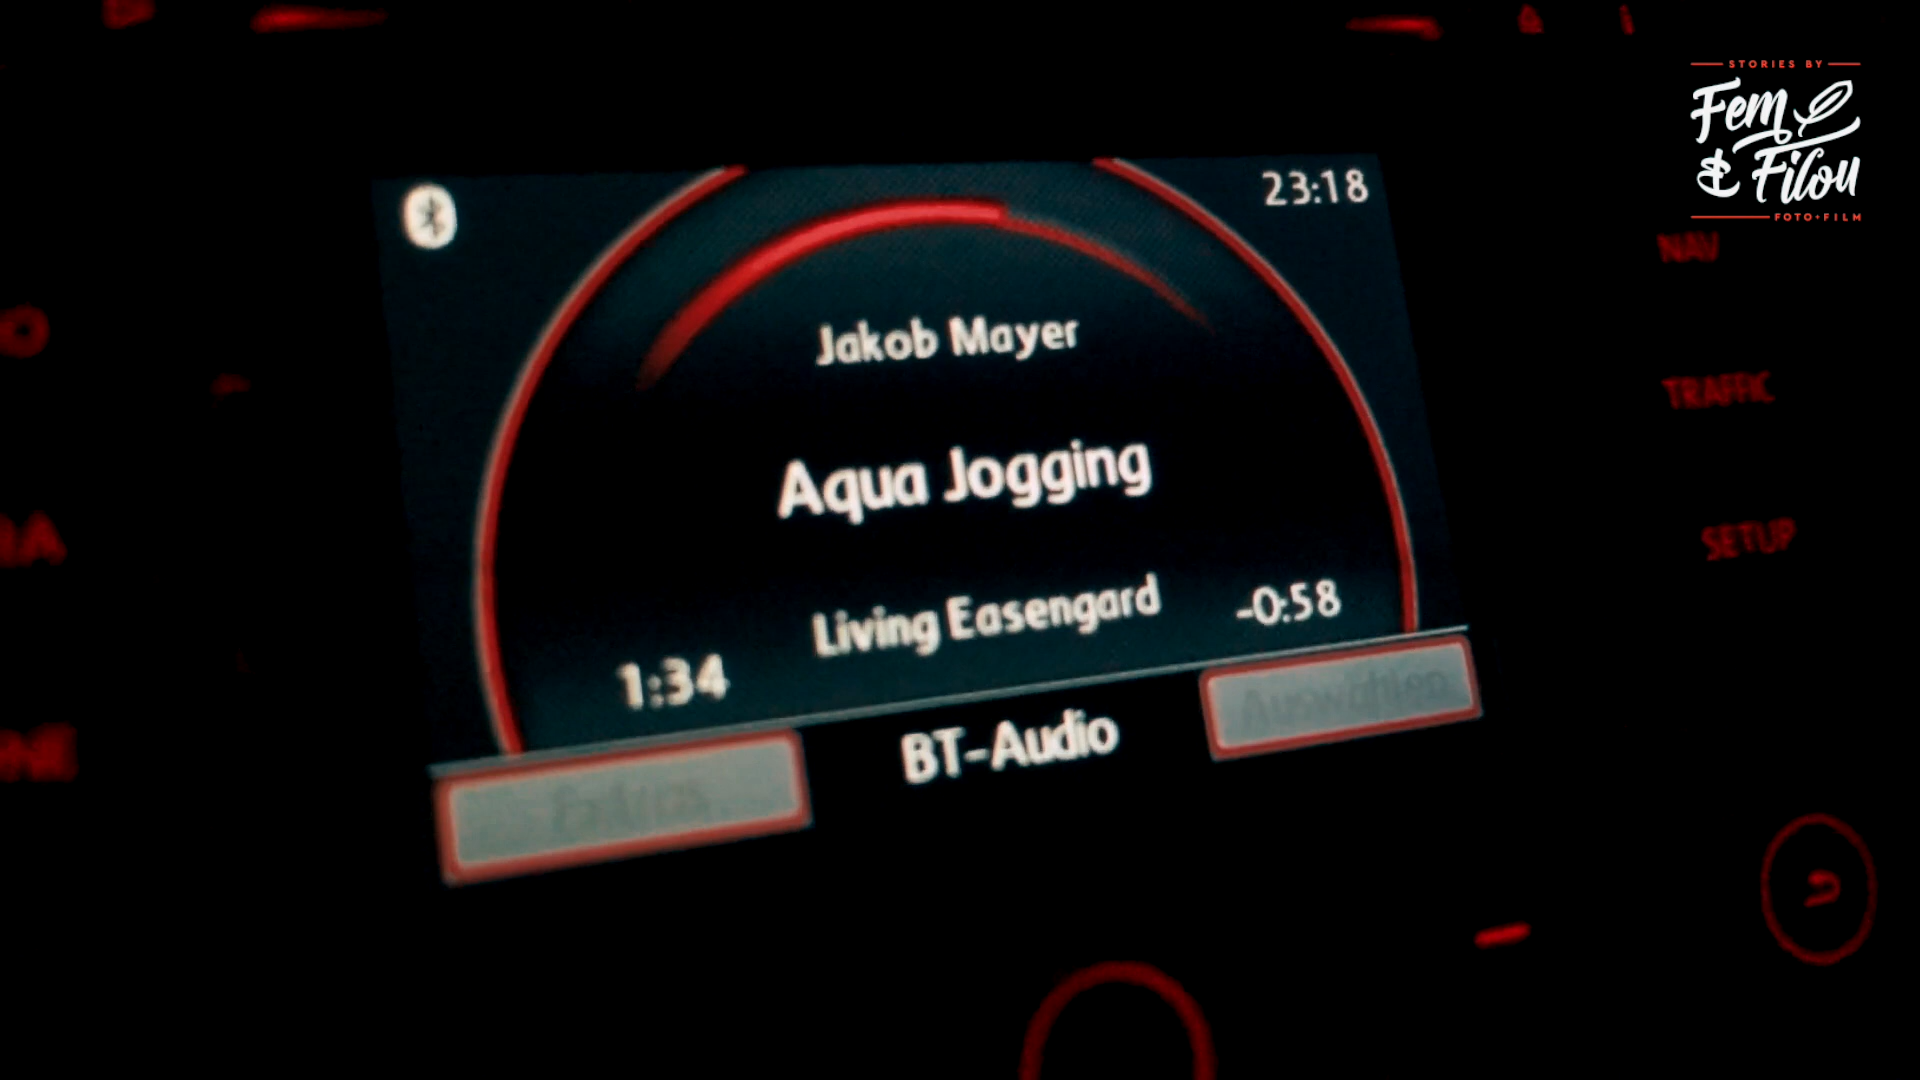 STORIES BY
Fem
& Filou
FOTO+FILM
23:18
Jakob Mayer
Aqua Jogging
Living Easengard
1:34
-0:58
BT-Audio
NAV
TRAFFIC
SETUP